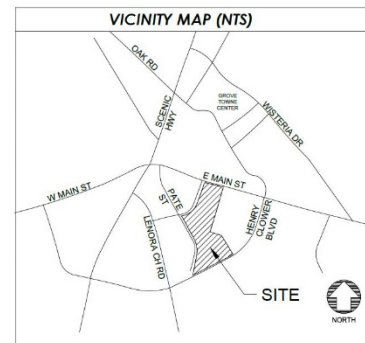 VICINITY MAP (NTS)
OAK RD
SCENIC
HWY
GROVE
TOWNE
CENTER
WISTERIA DR
W MAIN ST
PATE
ST
E MAIN ST
LENORA CH RD
HENRY
CLOWER
BLVD
SITE
NORTH